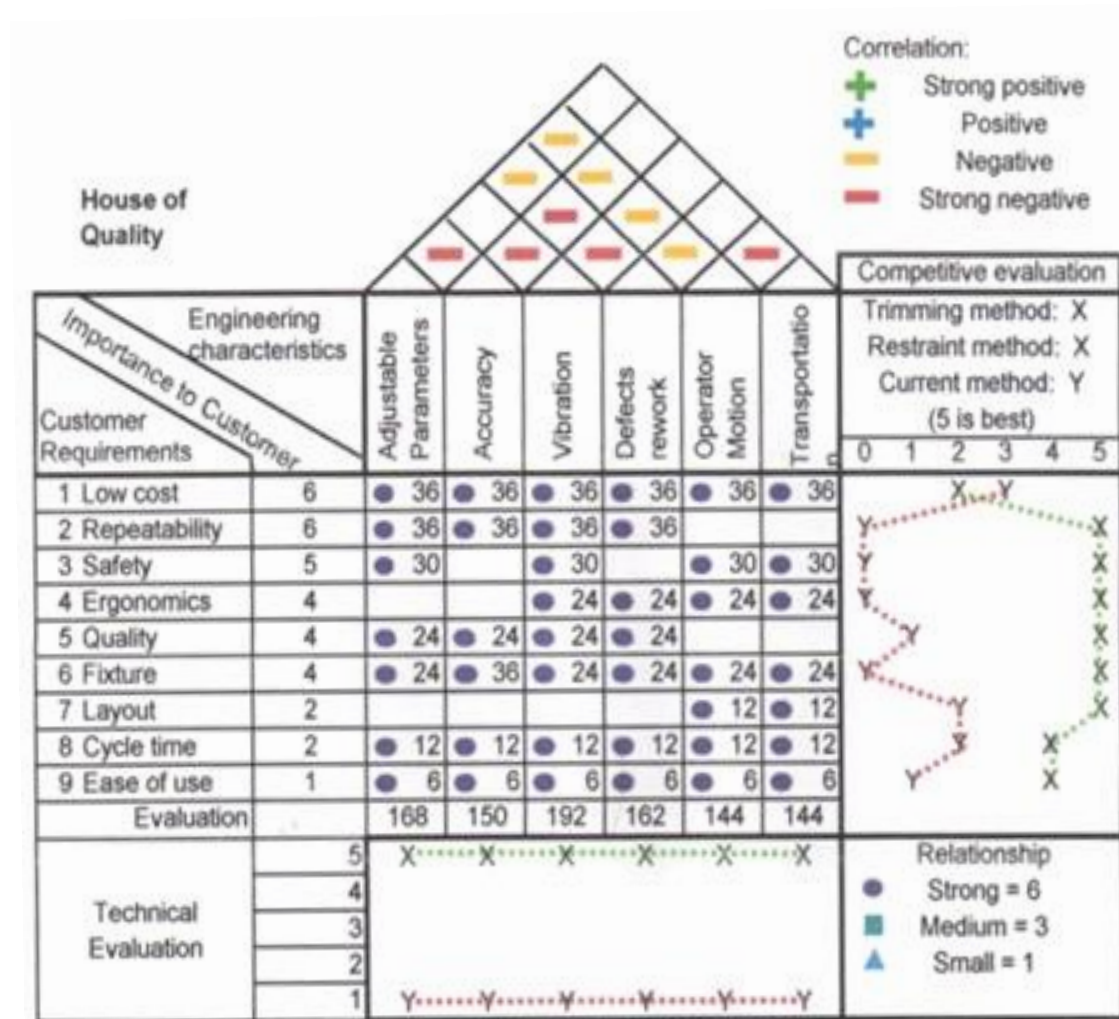 Correlation:
Strong positive
Positive
Negative
Strong negative
House of
Quality
Competitive evaluation
Trimming method: X
Restraint method: X
Current method: Y
(5 is best)
0 1 2 3 4 5
Importance to Customer
Engineering
characteristics
Customer
Requirements
Adjustable
Parameters
Accuracy
Vibration
Defects
rework
Operator
Motion
Transportatio
n
1 Low cost 6 36 36 36 36 36 36 X Y
2 Repeatability 6 36 36 36 36 Y X
3 Safety 5 30 30 30 30 Y X
4 Ergonomics 4 24 24 24 24 Y X
5 Quality 4 24 24 24 24 Y X
6 Fixture 4 24 36 24 24 24 24 Y X
7 Layout 2 12 12 Y X
8 Cycle time 2 12 12 12 12 12 12 Y X
9 Ease of use 1 6 6 6 6 6 6 Y X
Evaluation 168 150 192 162 144 144
Technical
Evaluation
5 X X X X X X
4
3
2
1 Y Y Y Y Y Y
Relationship
Strong = 6
Medium = 3
Small = 1